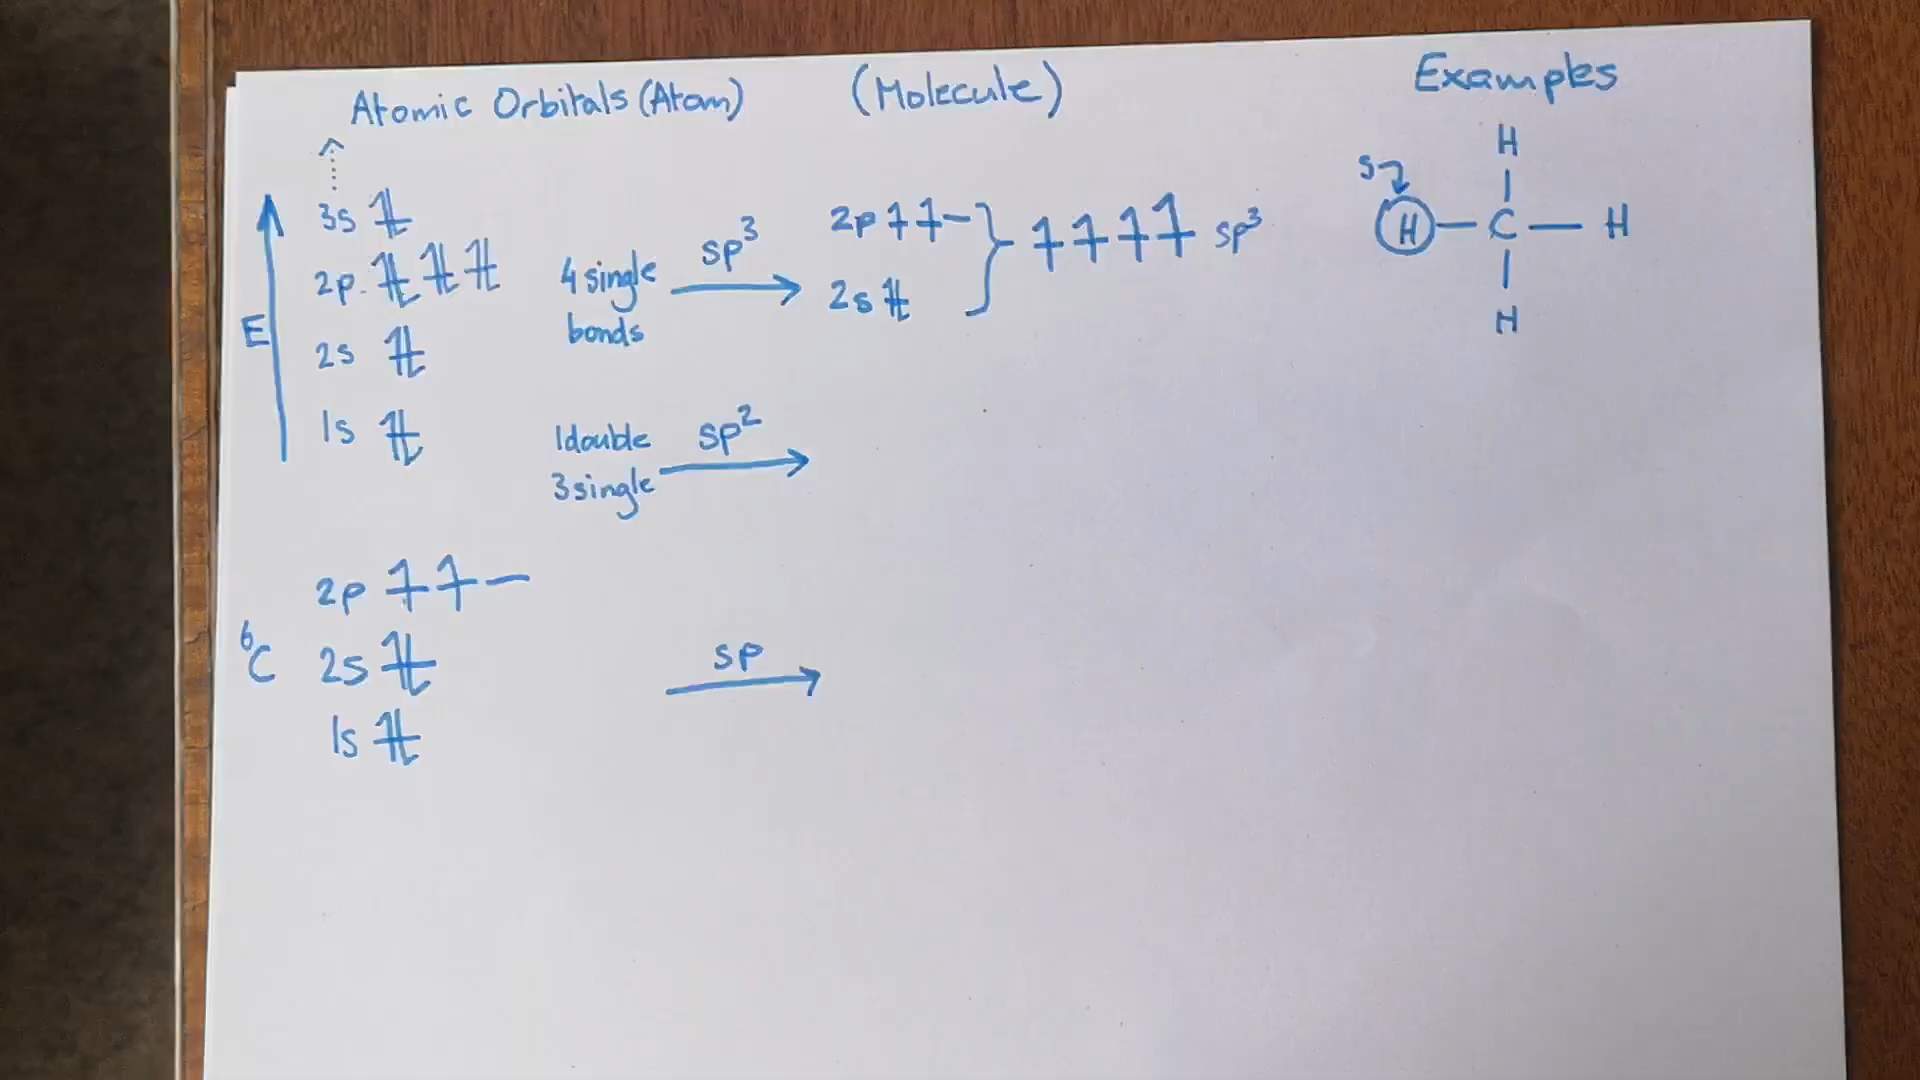 Atomic Orbitals (Atom) (Molecule) Examples
3s ⥮
2p ⥮ ⥮ ⥮
2s ⥮
1s ⥮
E
4 single
bonds
sp³
2p ↿ ↿ –
2s ⥮
↿ ↿ ↿ ↿ sp³
s
H
H – C – H
H
1double
3single
sp²
2p ↿ ↿ –
⁶C 2s ⥮
1s ⥮
sp